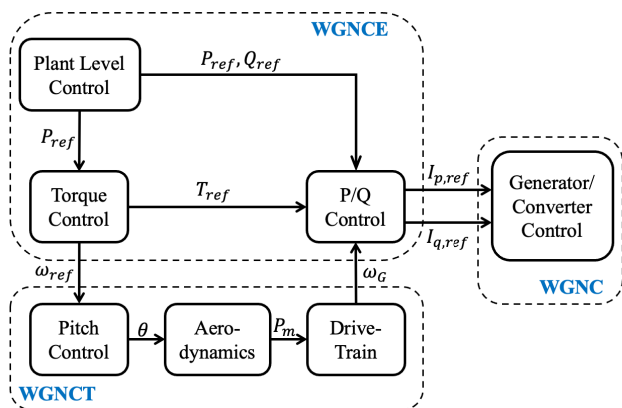 WGNCE
Plant Level
Control
P_ref, Q_ref
P_ref
Torque
Control
T_ref
P/Q
Control
I_p,ref
I_q,ref
Generator/
Converter
Control
WGNC
ω_ref
ω_G
Pitch
Control
θ
Aero-
dynamics
P_m
Drive-
Train
WGNCT